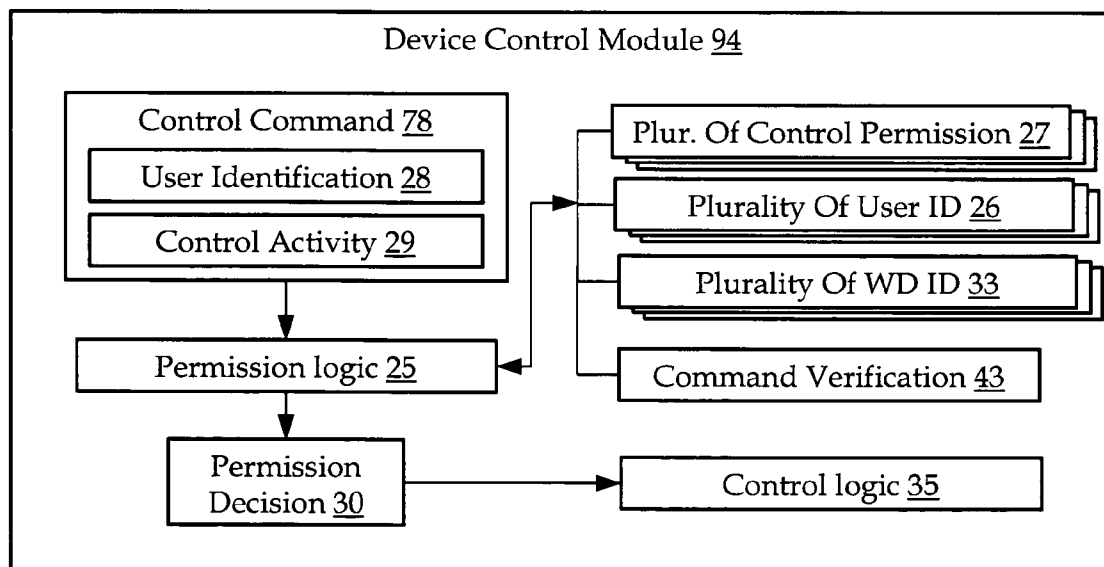 Device Control Module 94
Control Command 78
User Identification 28
Control Activity 29
Permission logic 25
Permission
Decision 30
Plur. Of Control Permission 27
Plurality Of User ID 26
Plurality Of WD ID 33
Command Verification 43
Control logic 35